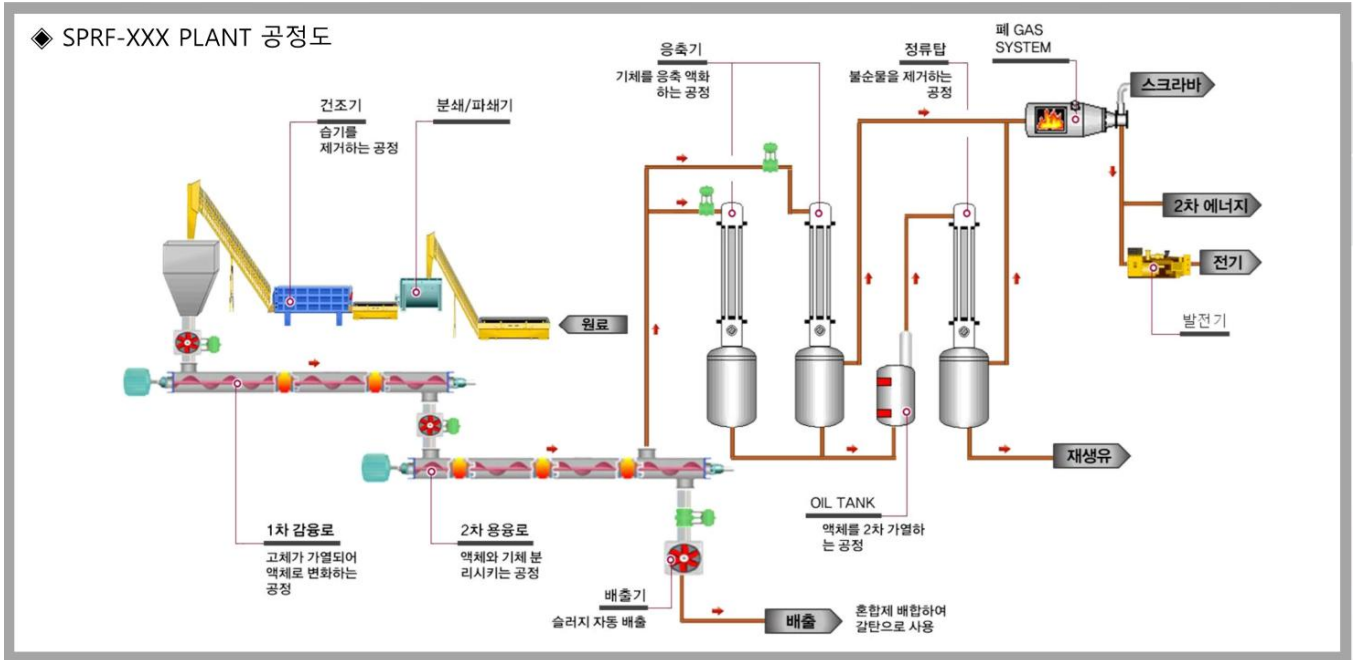 ◈ SPRF-XXX PLANT 공정도
폐 GAS
SYSTEM
응축기
기체를 응축 액화
하는 공정
정류탑
불순물을 제거하는
공정
스크라바
건조기
습기를
제거하는 공정
분쇄/파쇄기
2차 에너지
전기
원료
발전기
재생유
OIL TANK
액체를 2차 가열하
는 공정
1차 감융로
고체가 가열되어
액체로 변화하는
공정
2차 용융로
액체와 기체 분
리시키는 공정
배출기
슬러지 자동 배출
배출
혼합제 배합하여
갈탄으로 사용